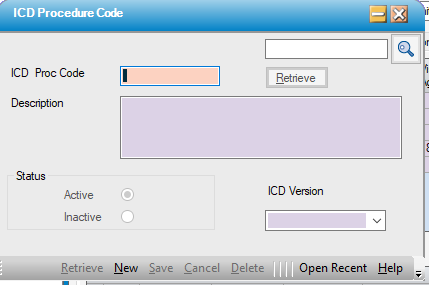 ICD Procedure Code
ICD Proc Code
Retrieve
Description
Status
Active
Inactive
ICD Version
Retrieve New Save Cancel Delete Open Recent Help